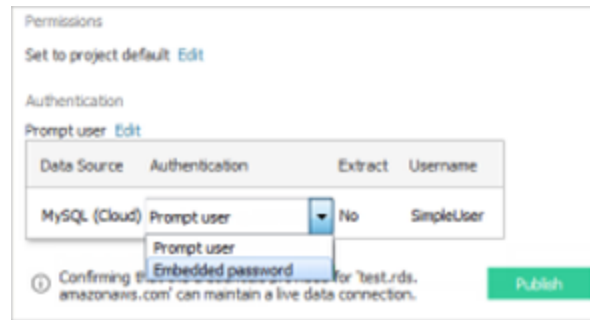 Permissions
Set to project default Edit
Authentication
Prompt user Edit
Data Source Authentication Extract Username
MySQL (Cloud) Prompt user No SimpleUser
Prompt user
Embedded password
Confirming t for 'test.rds.
amazonaws.com' can maintain a live data connection.
Publish